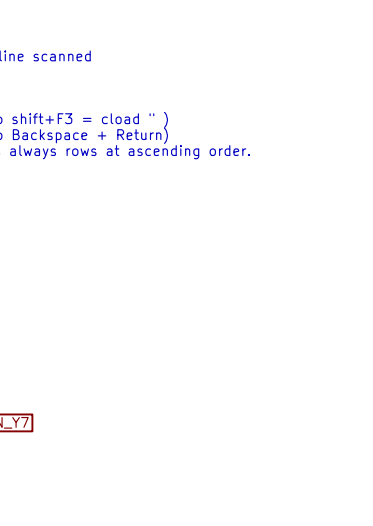 line scanned
shift+F3 = cload " )
Backspace + Return)
always rows at ascending order.
_Y7